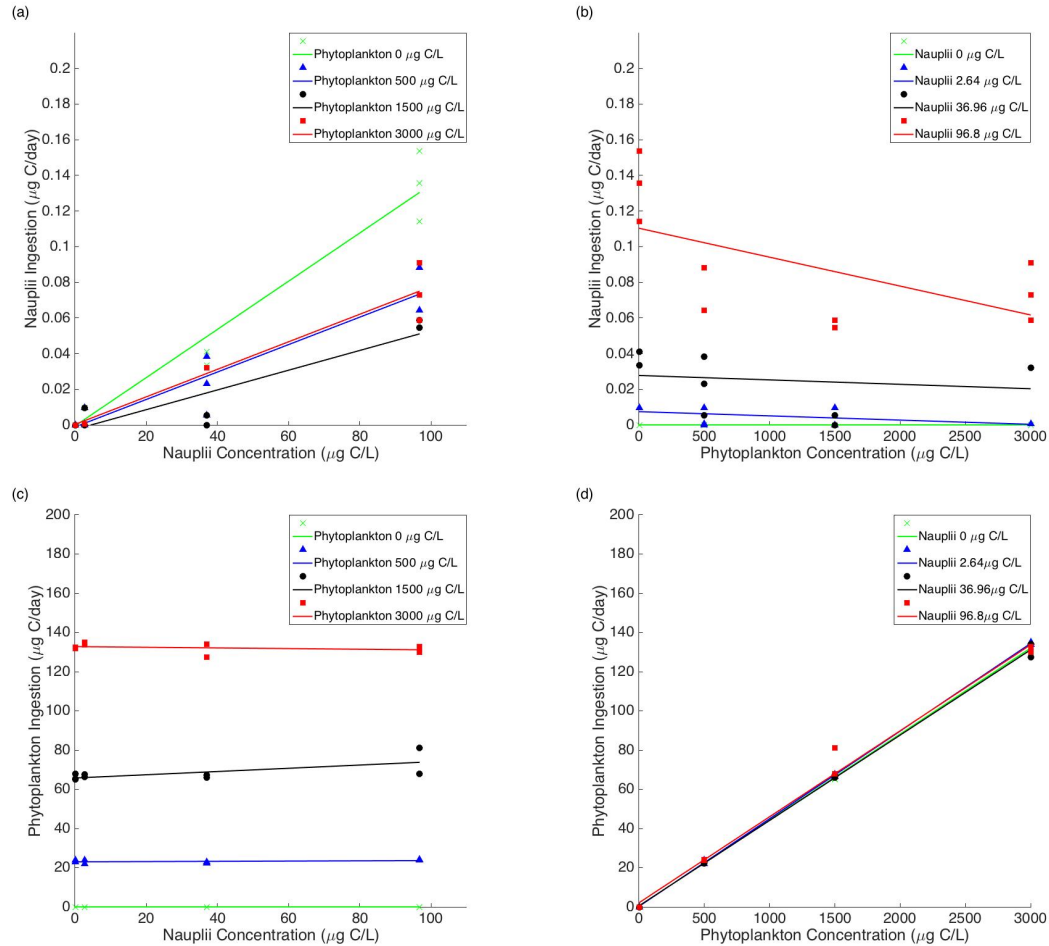 (a)
Nauplii Ingestion (μg C/day)
0.2
0.18
0.16
0.14
0.12
0.1
0.08
0.06
0.04
0.02
0
0 20 40 60 80 100
Nauplii Concentration (μg C/L)
Phytoplankton 0 μg C/L
Phytoplankton 500 μg C/L
Phytoplankton 1500 μg C/L
Phytoplankton 3000 μg C/L
(b)
Nauplii Ingestion (μg C/day)
0.2
0.18
0.16
0.14
0.12
0.1
0.08
0.06
0.04
0.02
0
0 500 1000 1500 2000 2500 3000
Phytoplankton Concentration (μg C/L)
Nauplii 0 μg C/L
Nauplii 2.64 μg C/L
Nauplii 36.96 μg C/L
Nauplii 96.8 μg C/L
(c)
Phytoplankton Ingestion (μg C/day)
200
180
160
140
120
100
80
60
40
20
0
0 20 40 60 80 100
Nauplii Concentration (μg C/L)
Phytoplankton 0 μg C/L
Phytoplankton 500 μg C/L
Phytoplankton 1500 μg C/L
Phytoplankton 3000 μg C/L
(d)
Phytoplankton Ingestion (μg C/day)
200
180
160
140
120
100
80
60
40
20
0
0 500 1000 1500 2000 2500 3000
Phytoplankton Concentration (μg C/L)
Nauplii 0 μg C/L
Nauplii 2.64μg C/L
Nauplii 36.96μg C/L
Nauplii 96.8μg C/L